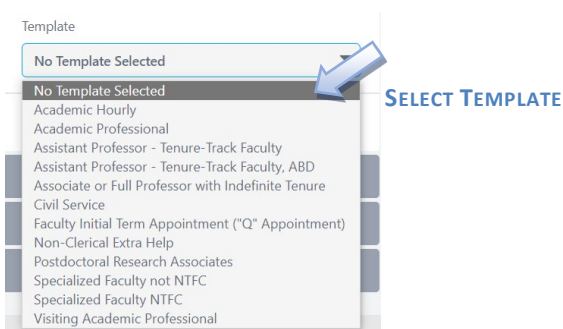 Template
No Template Selected
No Template Selected
SELECT TEMPLATE
Academic Hourly
Academic Professional
Assistant Professor - Tenure-Track Faculty
Assistant Professor - Tenure-Track Faculty, ABD
Associate or Full Professor with Indefinite Tenure
Civil Service
Faculty Initial Term Appointment ("Q" Appointment)
Non-Clerical Extra Help
Postdoctoral Research Associates
Specialized Faculty not NTFC
Specialized Faculty NTFC
Visiting Academic Professional